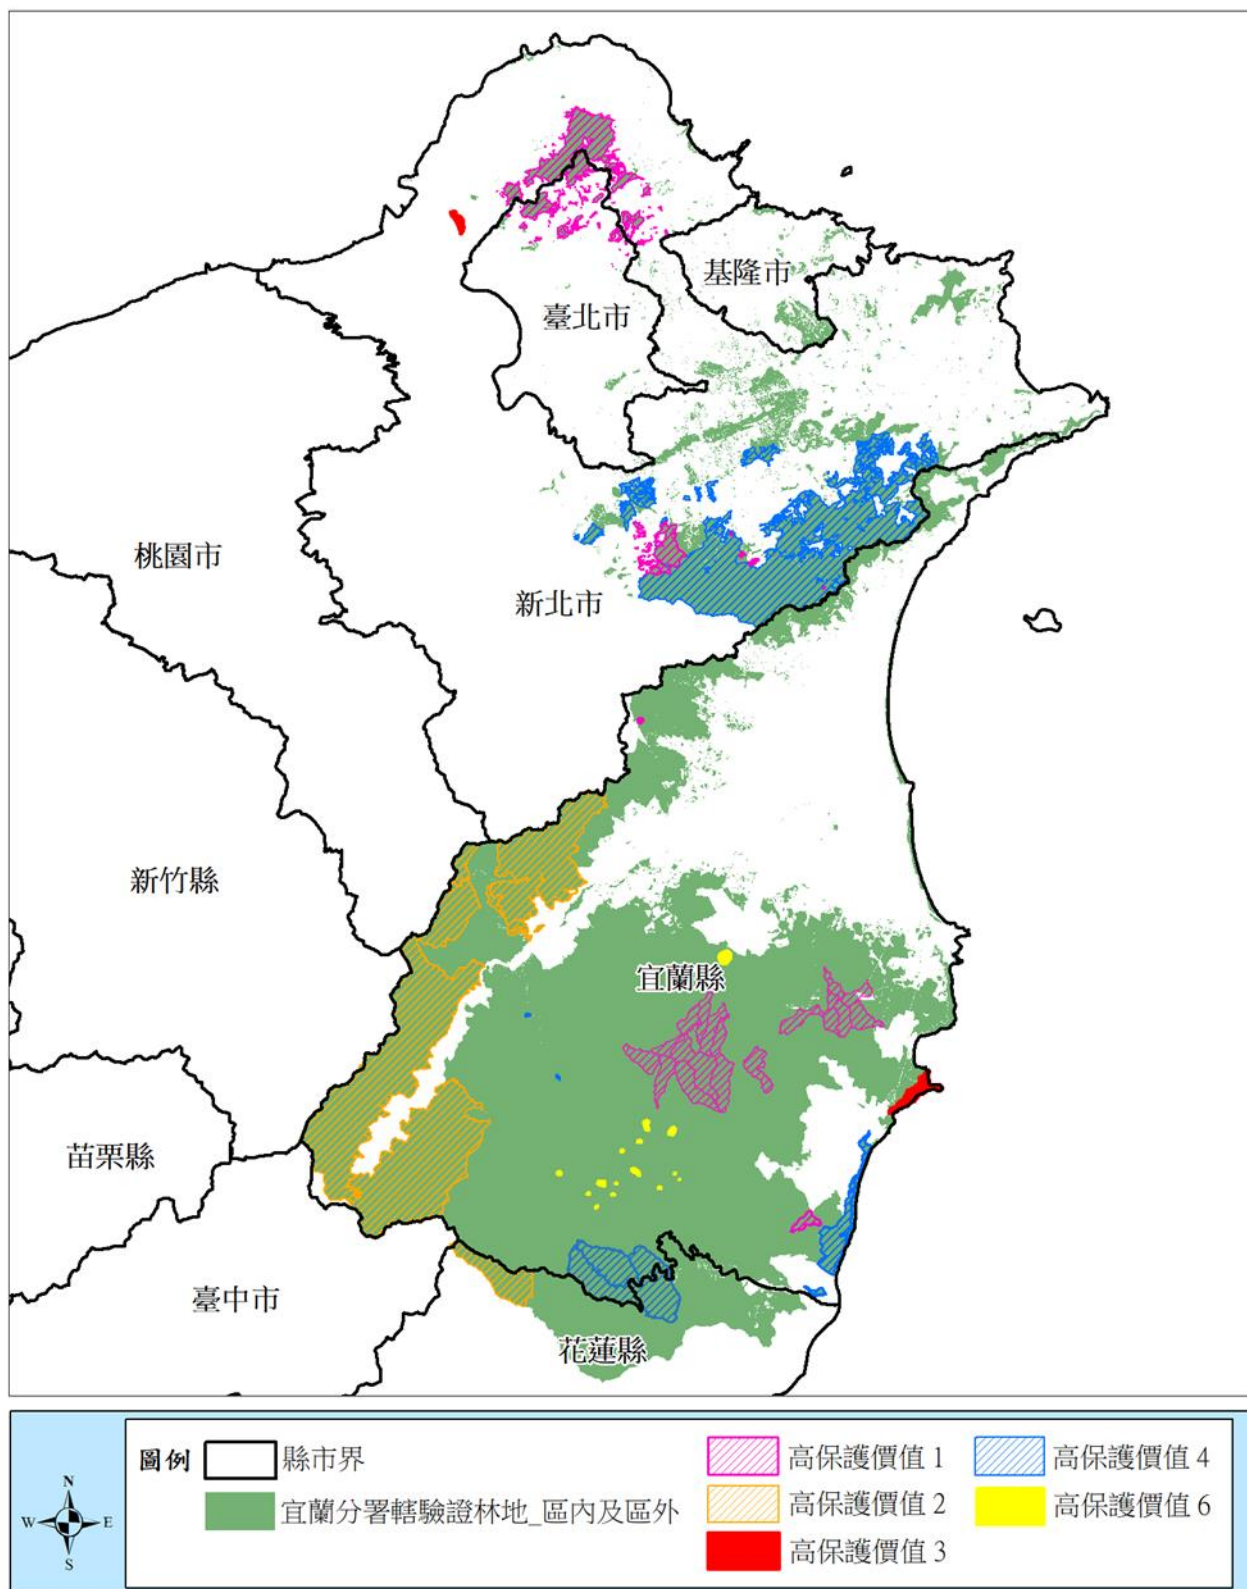 基隆市
臺北市
桃園市
新北市
新竹縣
宜蘭縣
苗栗縣
臺中市
花蓮縣
圖例
縣市界
宜蘭分署轄驗證林地_區內及區外
高保護價值 1
高保護價值 2
高保護價值 3
高保護價值 4
高保護價值 6
N
W E
S